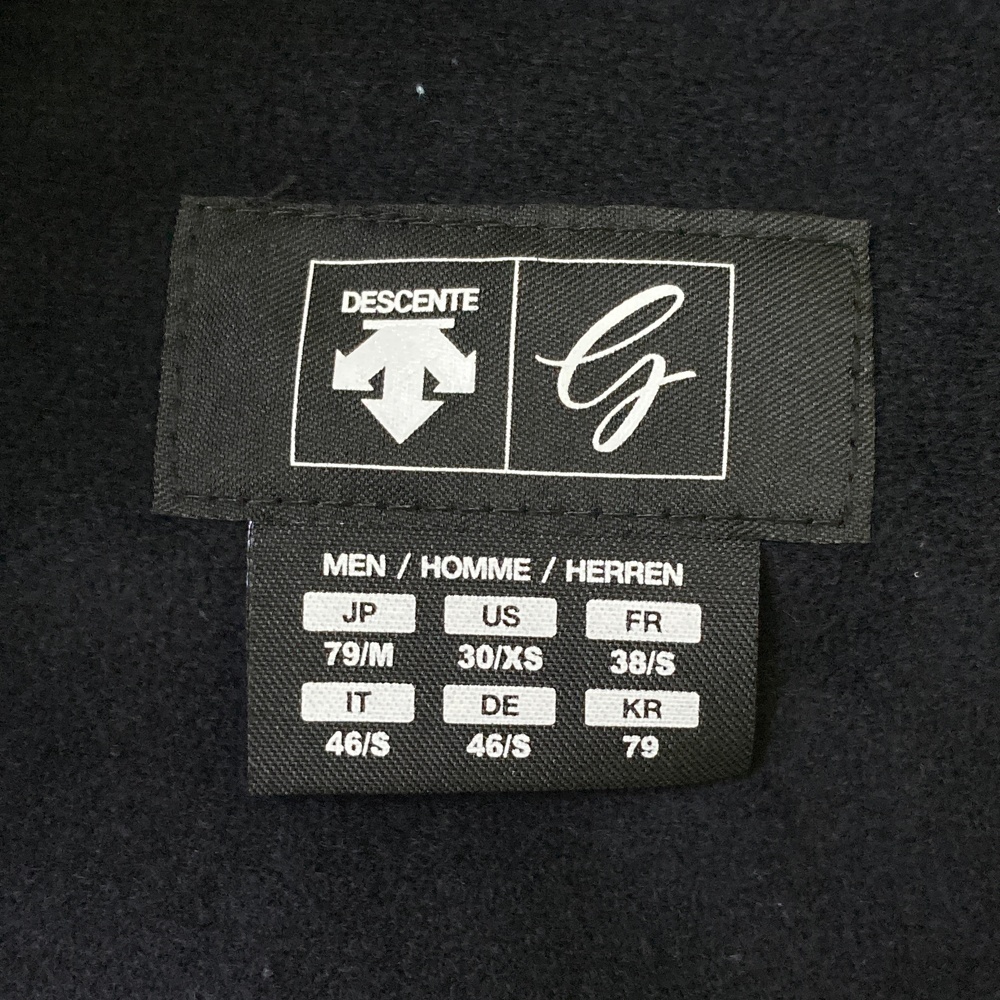 DESCENTE
G
MEN / HOMME / HERREN
JP US FR
79/M 30/XS 38/S
IT DE KR
46/S 46/S 79